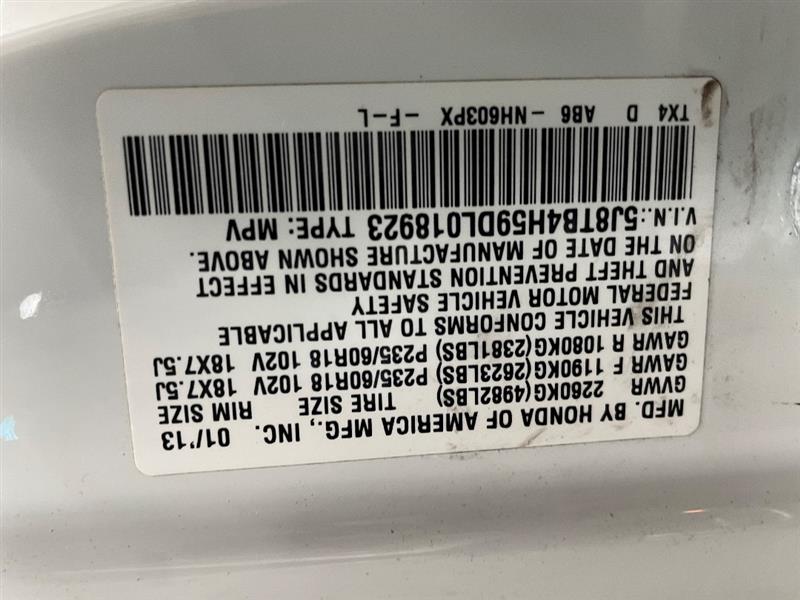 MFD. BY HONDA OF AMERICA MFG., INC. 01/'13
GVWR 2260KG(4982LBS) TIRE SIZE RIM SIZE
GAWR F 1190KG(2623LBS) P235/60R18 102V 18X7.5J
GAWR R 1080KG(2381LBS) P235/60R18 102V 18X7.5J
THIS VEHICLE CONFORMS TO ALL APPLICABLE
FEDERAL MOTOR VEHICLE SAFETY
AND THEFT PREVENTION STANDARDS IN EFFECT
ON THE DATE OF MANUFACTURE SHOWN ABOVE.
V.I.N.:5J8TB4H59DL018923 TYPE: MPV
TX4 D AB6 -NH603PX -F-L